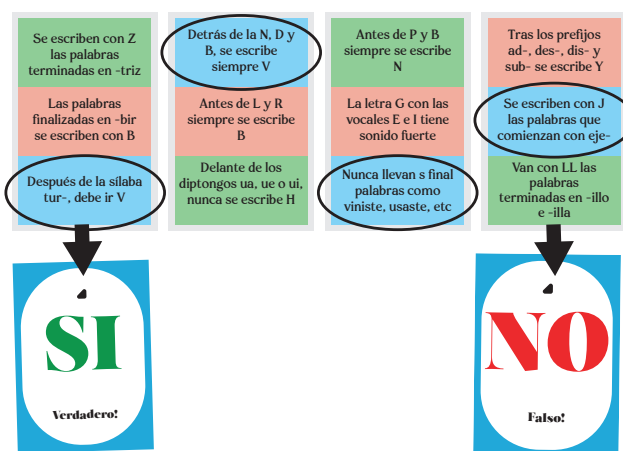 Se escriben con Z
las palabras
terminadas en -triz
Las palabras
finalizadas en -bir
se escriben con B
Después de la sílaba
tur-, debe ir V
Detrás de la N, D y
B, se escribe
siempre V
Antes de L y R
siempre se escribe
B
Delante de los
diptongos ua, ue o ui,
nunca se escribe H
Antes de P y B
siempre se escribe
N
La letra G con las
vocales E e I tiene
sonido fuerte
Nunca llevan s final
palabras como
viniste, usaste, etc
Tras los prefijos
ad-, des-, dis- y
sub- se escribe Y
Se escriben con J
las palabras que
comienzan con eje-
Van con LL las
palabras
terminadas en -illo
e -illa
SI
Verdadero!
NO
Falso!